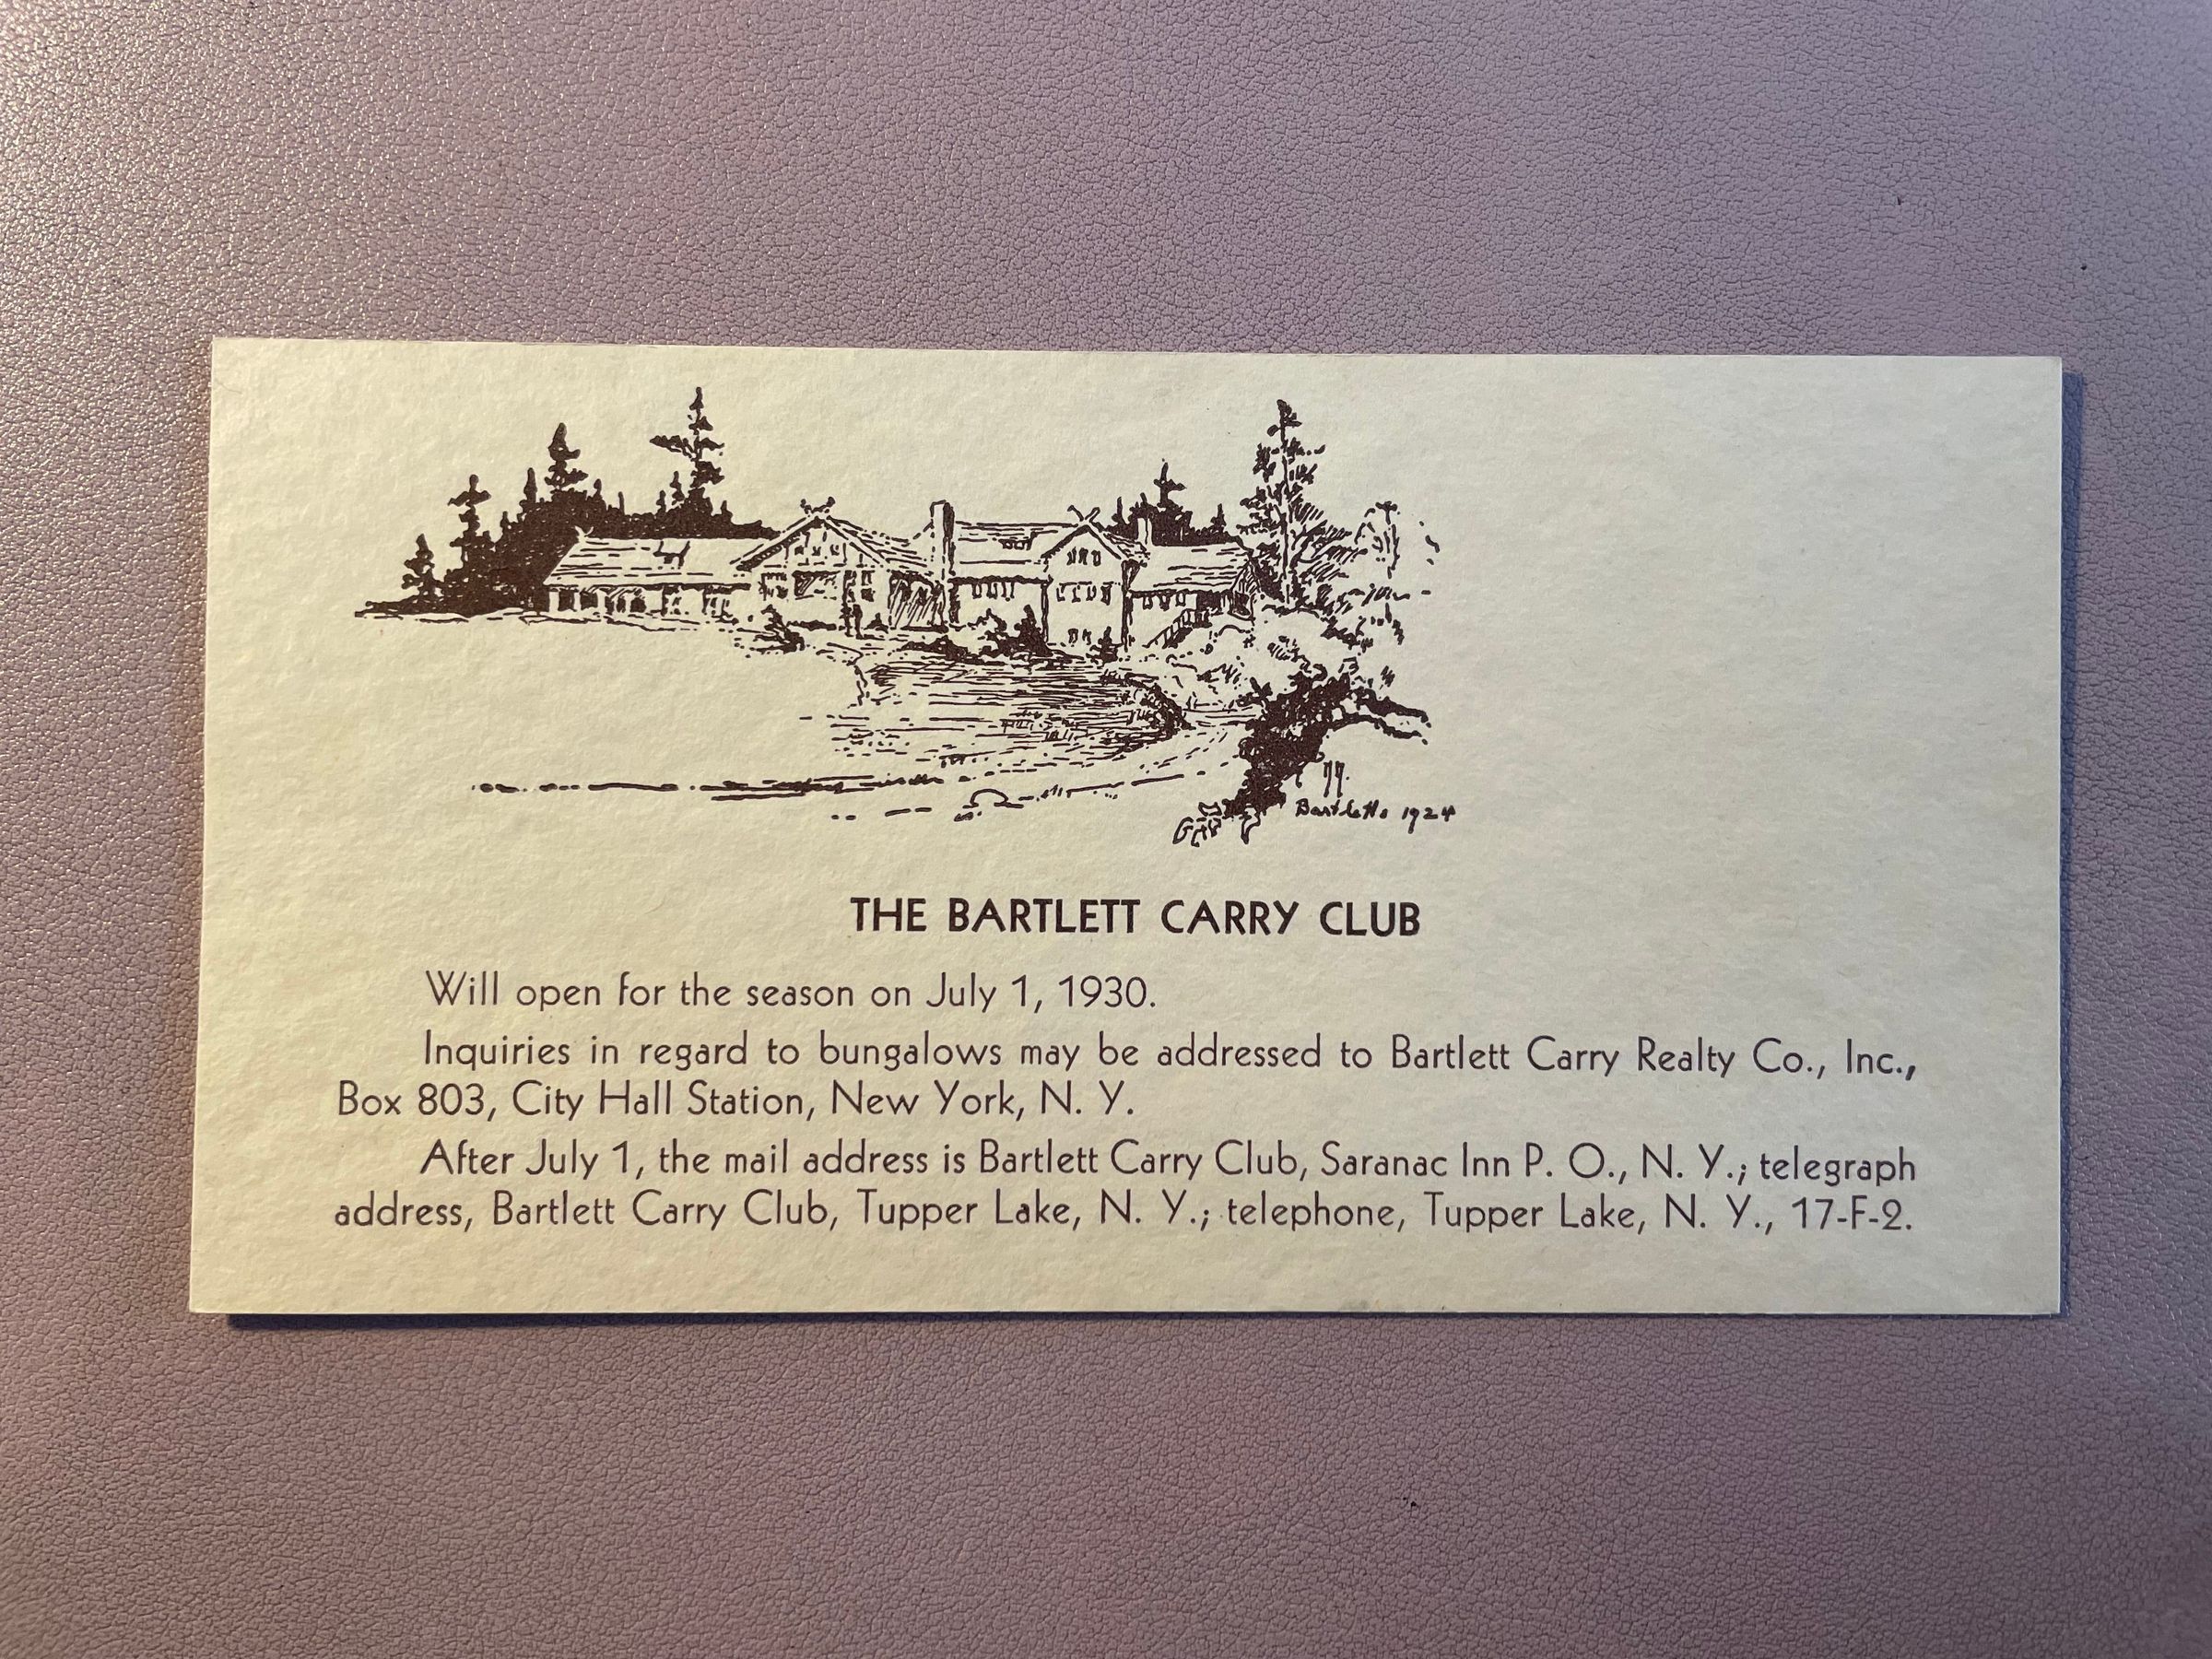 Bartletts 1924
THE BARTLETT CARRY CLUB
Will open for the season on July 1, 1930.
Inquiries in regard to bungalows may be addressed to Bartlett Carry Realty Co., Inc.,
Box 803, City Hall Station, New York, N. Y.
After July 1, the mail address is Bartlett Carry Club, Saranac Inn P. O., N. Y.; telegraph
address, Bartlett Carry Club, Tupper Lake, N. Y.; telephone, Tupper Lake, N. Y., 17-F-2.